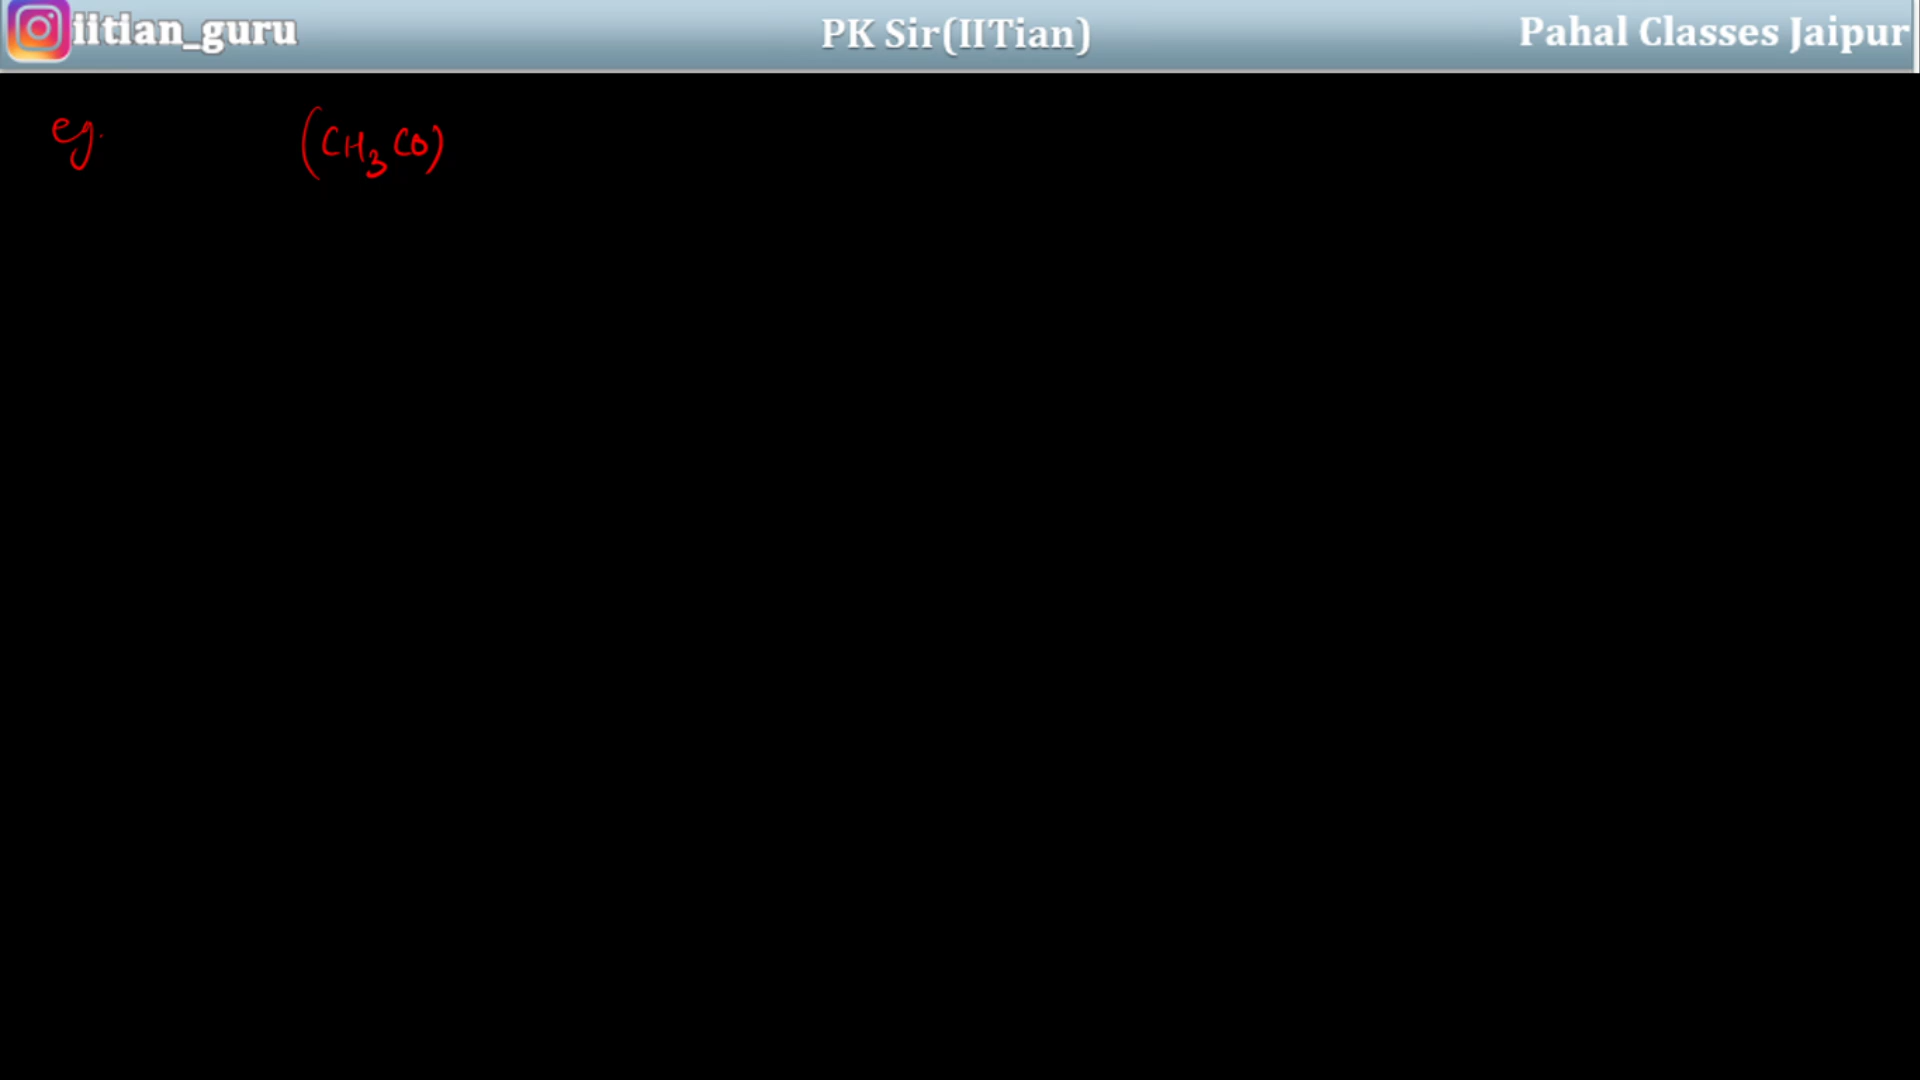 iitian_guru PK Sir(IITian) Pahal Classes Jaipur
eg. (CH₃CO)